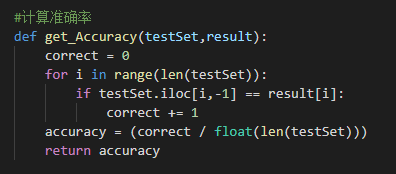 #计算准确率
def get_Accuracy(testSet,result):
    correct = 0
    for i in range(len(testSet)):
        if testSet.iloc[i,-1] == result[i]:
            correct += 1
    accuracy = (correct / float(len(testSet)))
    return accuracy